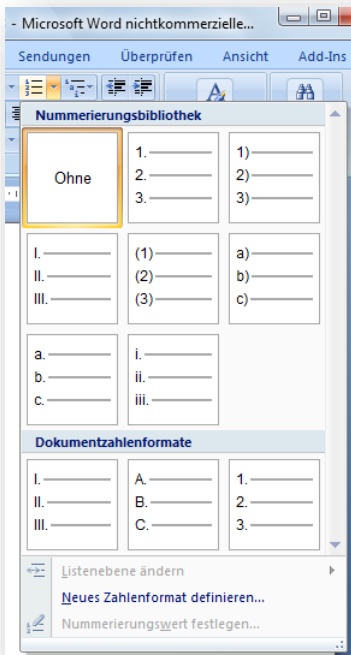 - Microsoft Word nichtkommerzielle...
Sendungen Überprüfen Ansicht Add-Ins
Nummerierungsbibliothek
Ohne
1.
2.
3.
1)
2)
3)
I.
II.
III.
(1)
(2)
(3)
a)
b)
c)
a.
b.
c.
i.
ii.
iii.
Dokumentzahlenformate
I.
II.
III.
A.
B.
C.
1.
2.
3.
Listenebene ändern
Neues Zahlenformat definieren...
Nummerierungswert festlegen...